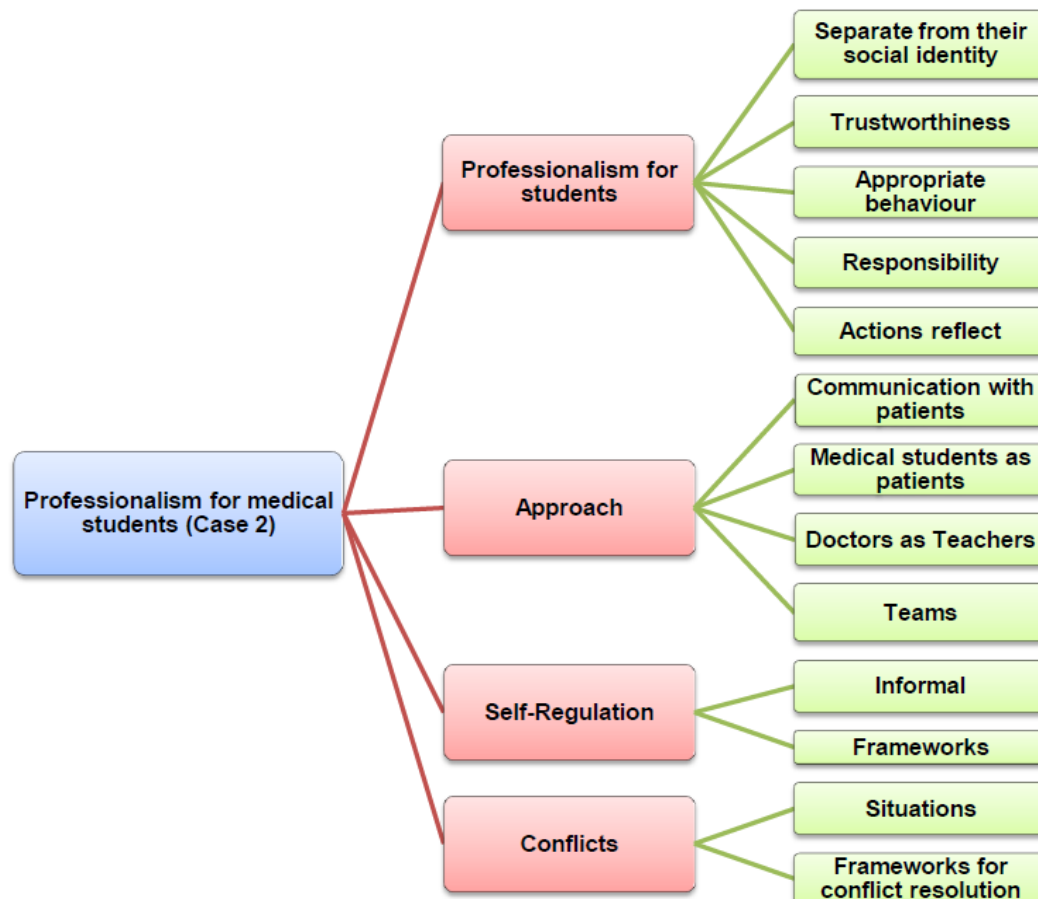 Separate from their
social identity
Trustworthiness
Professionalism for
students
Appropriate
behaviour
Responsibility
Actions reflect
Communication with
patients
Medical students as
patients
Professionalism for medical
students (Case 2)
Approach
Doctors as Teachers
Teams
Informal
Self-Regulation
Frameworks
Situations
Conflicts
Frameworks for
conflict resolution